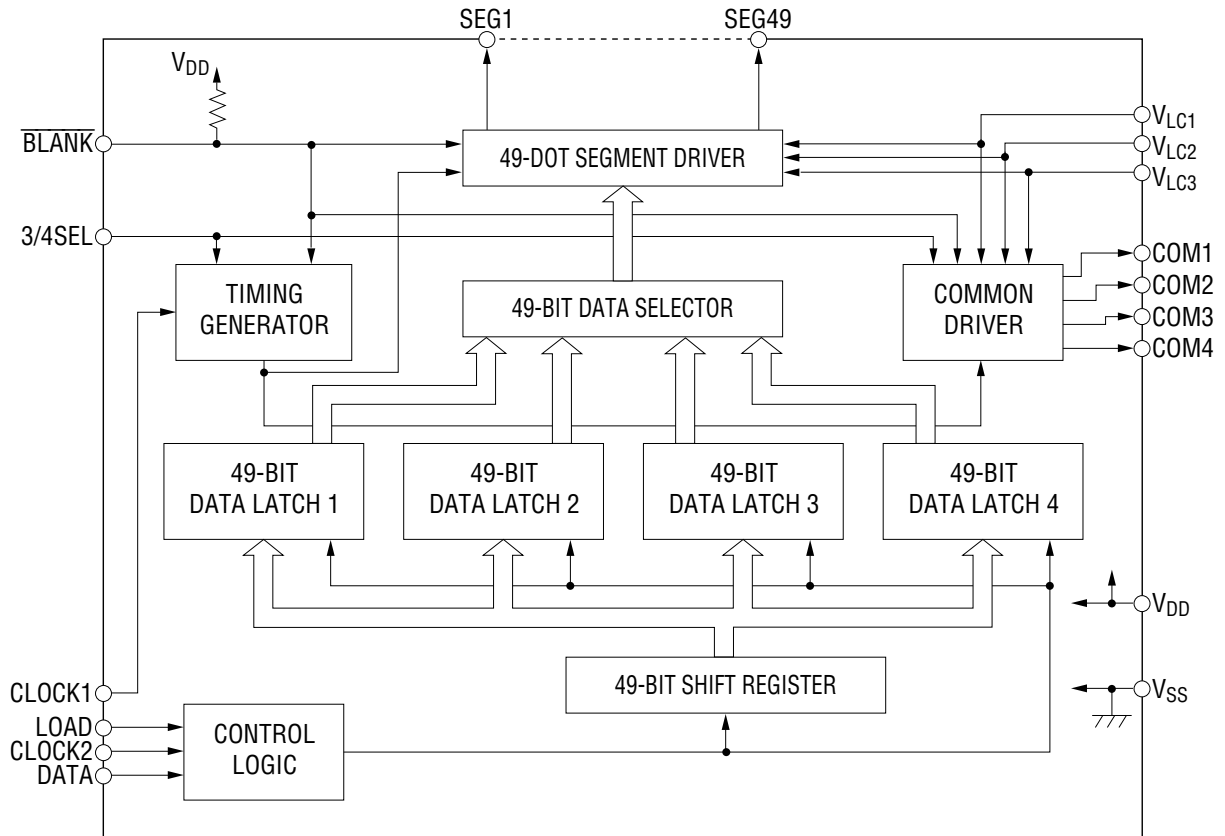 SEG1
SEG49
VDD
BLANK
VLC1
49-DOT SEGMENT DRIVER
VLC2
VLC3
3/4SEL
COM1
TIMING
GENERATOR
COMMON
DRIVER
COM2
49-BIT DATA SELECTOR
COM3
COM4
49-BIT
DATA LATCH 1
49-BIT
DATA LATCH 2
49-BIT
DATA LATCH 3
49-BIT
DATA LATCH 4
VDD
49-BIT SHIFT REGISTER
CLOCK1
VSS
LOAD
CONTROL
LOGIC
CLOCK2
DATA